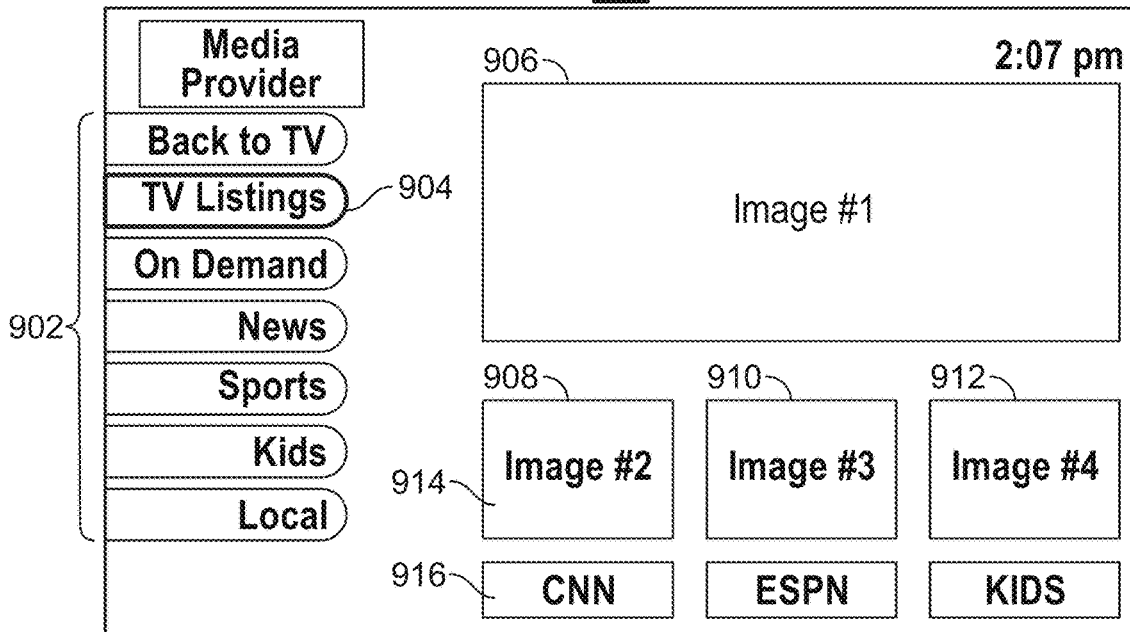 Media
Provider
2:07 pm
906
Back to TV
TV Listings
904
Image #1
On Demand
902
News
Sports
908
910
912
Kids
Image #2
Image #3
Image #4
914
Local
916
CNN
ESPN
KIDS